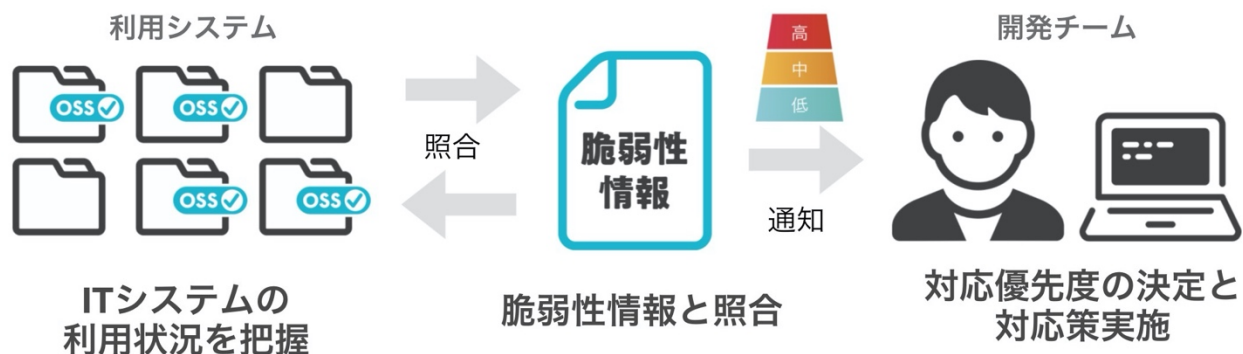 利用システム
OSS
OSS
OSS
OSS
ITシステムの
利用状況を把握
照合
脆弱性
情報
脆弱性情報と照合
高
中
低
通知
開発チーム
対応優先度の決定と
対応策実施